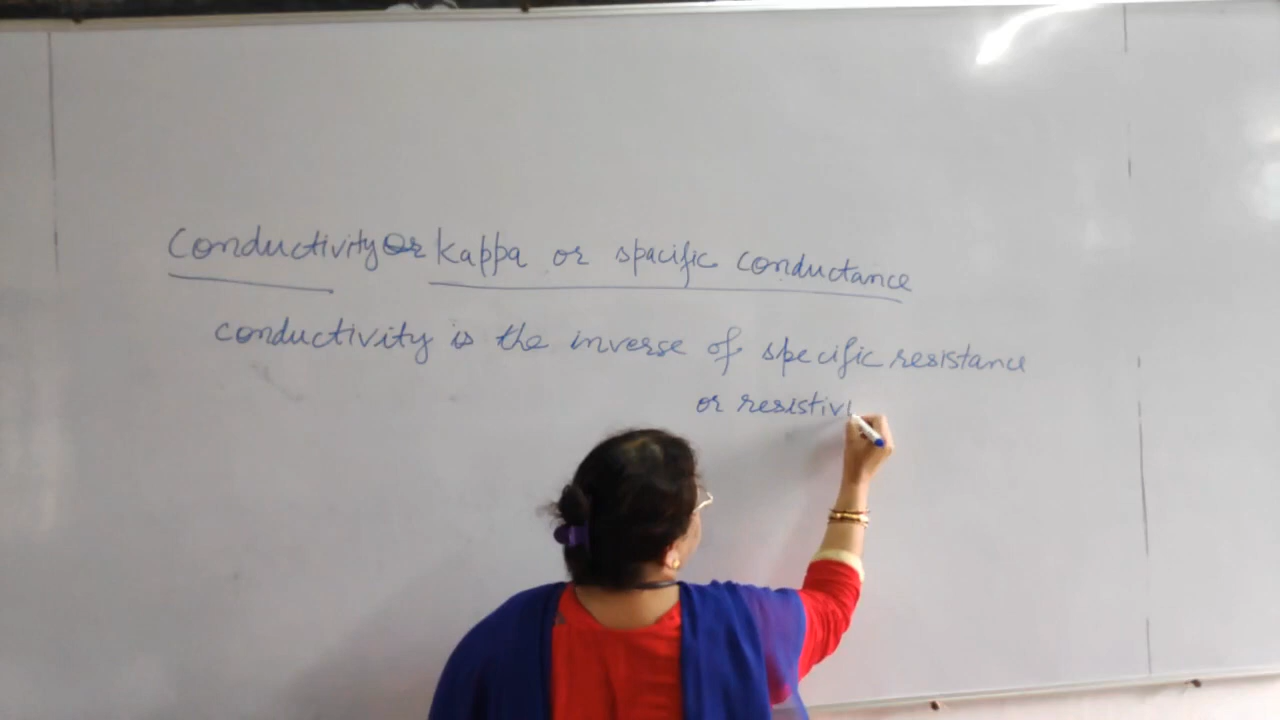 Conductivity Or kappa or spacific conductance
conductivity is the inverse of specific resistance
or resistivi